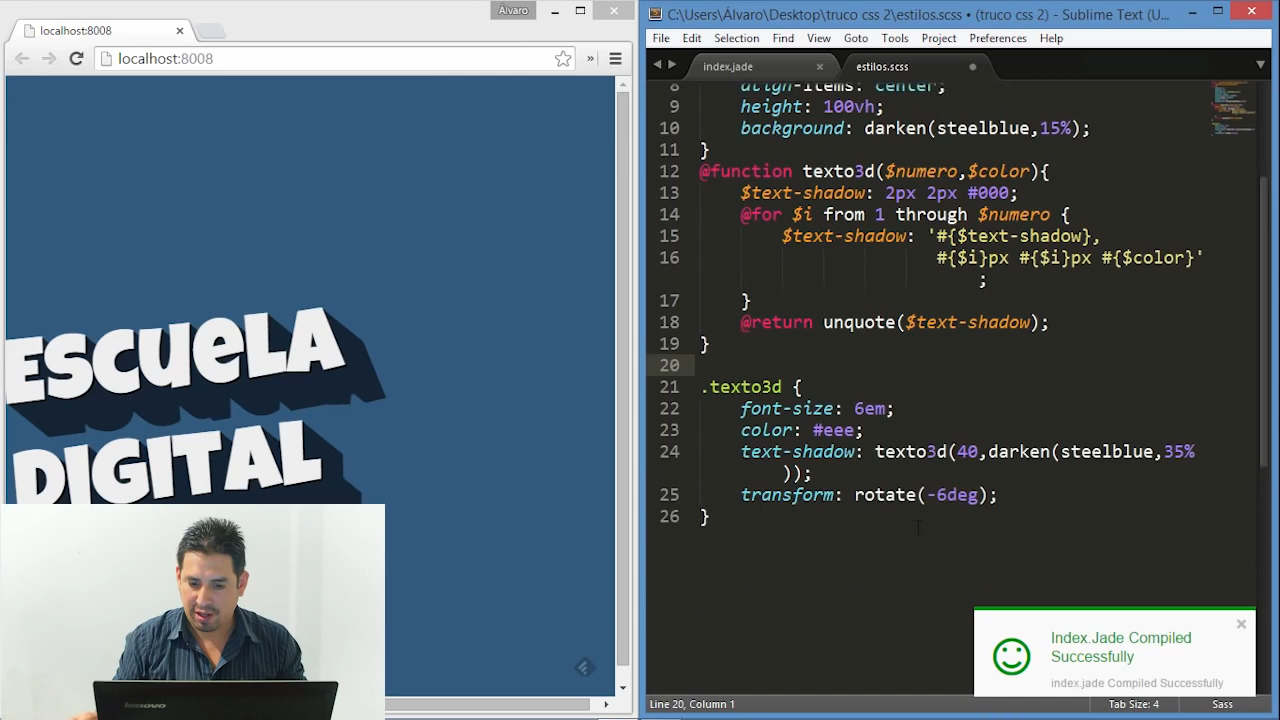 Álvaro
localhost:8008
localhost:8008
»
ESCUELA
DIGITAL
lenovo
C:\Users\Álvaro\Desktop\truco css 2\estilos.scss • (truco css 2) - Sublime Text (U...
File Edit Selection Find View Goto Tools Project Preferences Help
index.jade
estilos.scss
8 align-items: center;
9 height: 100vh;
10 background: darken(steelblue,15%);
11 }
12 @function texto3d($numero,$color){
13 $text-shadow: 2px 2px #000;
14 @for $i from 1 through $numero {
15 $text-shadow: '#{$text-shadow},
16 #{$i}px #{$i}px #{$color}'
;
17 }
18 @return unquote($text-shadow);
19 }
20
21 .texto3d {
22 font-size: 6em;
23 color: #eee;
24 text-shadow: texto3d(40,darken(steelblue,35%
));
25 transform: rotate(-6deg);
26 }
Index.Jade Compiled
Successfully
index.jade Compiled Successfully
Line 20, Column 1
Tab Size: 4
Sass